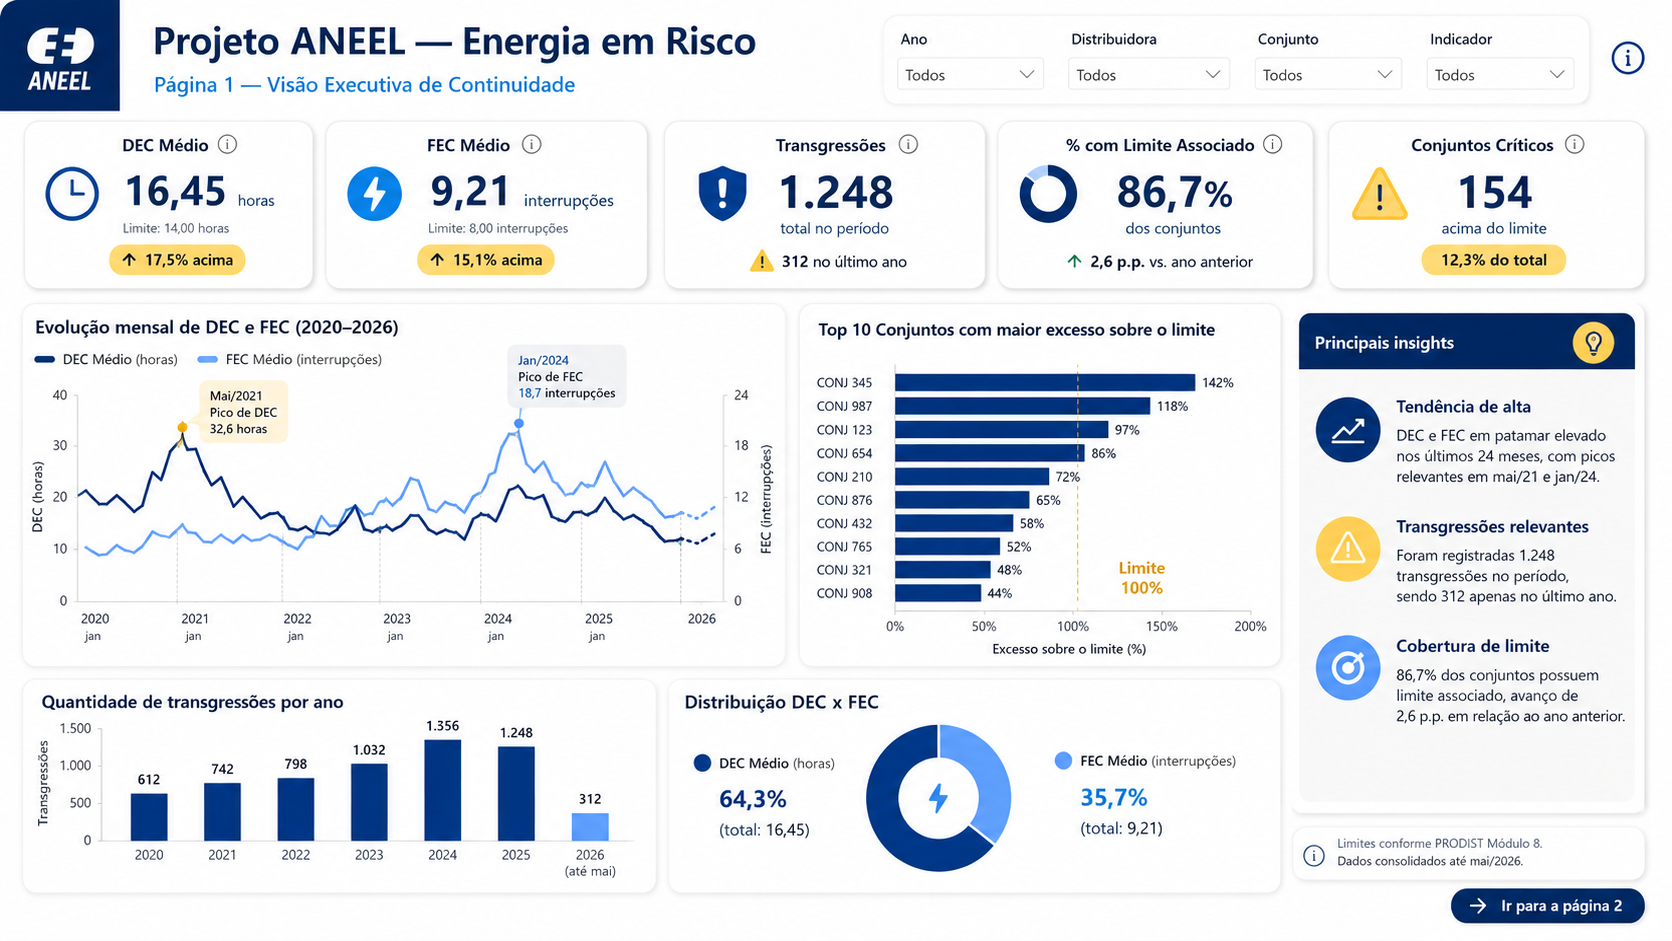 ANEEL
Projeto ANEEL — Energia em Risco
Página 1 — Visão Executiva de Continuidade
Ano
Todos
Distribuidora
Todos
Conjunto
Todos
Indicador
Todos
i
DEC Médio i
16,45 horas
Limite: 14,00 horas
↑ 17,5% acima
FEC Médio i
9,21 interrupções
Limite: 8,00 interrupções
↑ 15,1% acima
Transgressões i
!
1.248
total no período
! 312 no último ano
% com Limite Associado i
86,7%
dos conjuntos
↑ 2,6 p.p. vs. ano anterior
Conjuntos Críticos i
!
154
acima do limite
12,3% do total
Evolução mensal de DEC e FEC (2020–2026)
DEC Médio (horas) FEC Médio (interrupções)
Mai/2021
Pico de DEC
32,6 horas
Jan/2024
Pico de FEC
18,7 interrupções
DEC (horas)
40
30
20
10
0
FEC (interrupções)
24
18
12
6
0
2020 2021 2022 2023 2024 2025 2026
jan jan jan jan jan jan
Top 10 Conjuntos com maior excesso sobre o limite
CONJ 345 142%
CONJ 987 118%
CONJ 123 97%
CONJ 654 86%
CONJ 210 72%
CONJ 876 65%
CONJ 432 58%
CONJ 765 52%
CONJ 321 48%
CONJ 908 44%
Limite
100%
0% 50% 100% 150% 200%
Excesso sobre o limite (%)
Principais insights
Tendência de alta
DEC e FEC em patamar elevado
nos últimos 24 meses, com picos
relevantes em mai/21 e jan/24.
!
Transgressões relevantes
Foram registradas 1.248
transgressões no período,
sendo 312 apenas no último ano.
Cobertura de limite
86,7% dos conjuntos possuem
limite associado, avanço de
2,6 p.p. em relação ao ano anterior.
Quantidade de transgressões por ano
Transgressões
1.500
1.000
500
0
612 742 798 1.032 1.356 1.248 312
2020 2021 2022 2023 2024 2025 2026
(até mai)
Distribuição DEC x FEC
DEC Médio (horas)
64,3%
(total: 16,45)
FEC Médio (interrupções)
35,7%
(total: 9,21)
i
Limites conforme PRODIST Módulo 8.
Dados consolidados até mai/2026.
→ Ir para a página 2